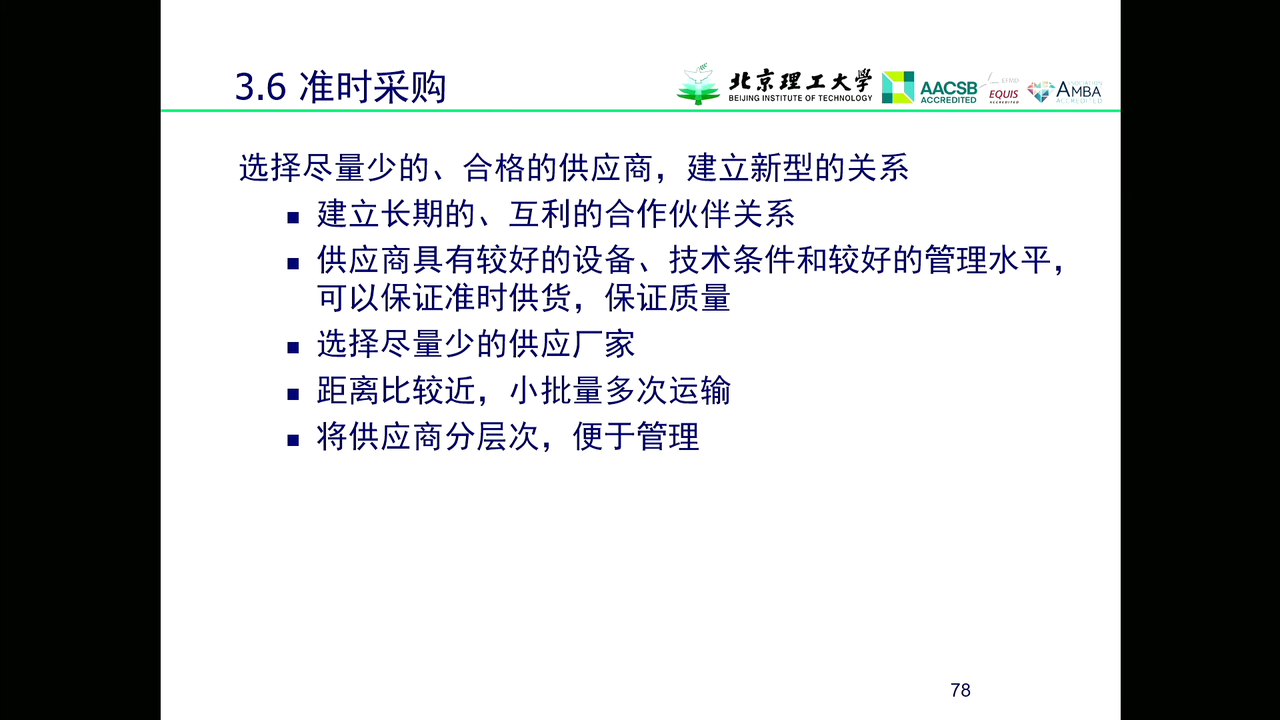 3.6 准时采购
北京理工大学
BEIJING INSTITUTE OF TECHNOLOGY
AACSB
ACCREDITED
EFMD
EQUIS
ACCREDITED
ASSOCIATION
AMBA
ACCREDITED
选择尽量少的、合格的供应商，建立新型的关系
■ 建立长期的、互利的合作伙伴关系
■ 供应商具有较好的设备、技术条件和较好的管理水平，
可以保证准时供货，保证质量
■ 选择尽量少的供应厂家
■ 距离比较近，小批量多次运输
■ 将供应商分层次，便于管理
78